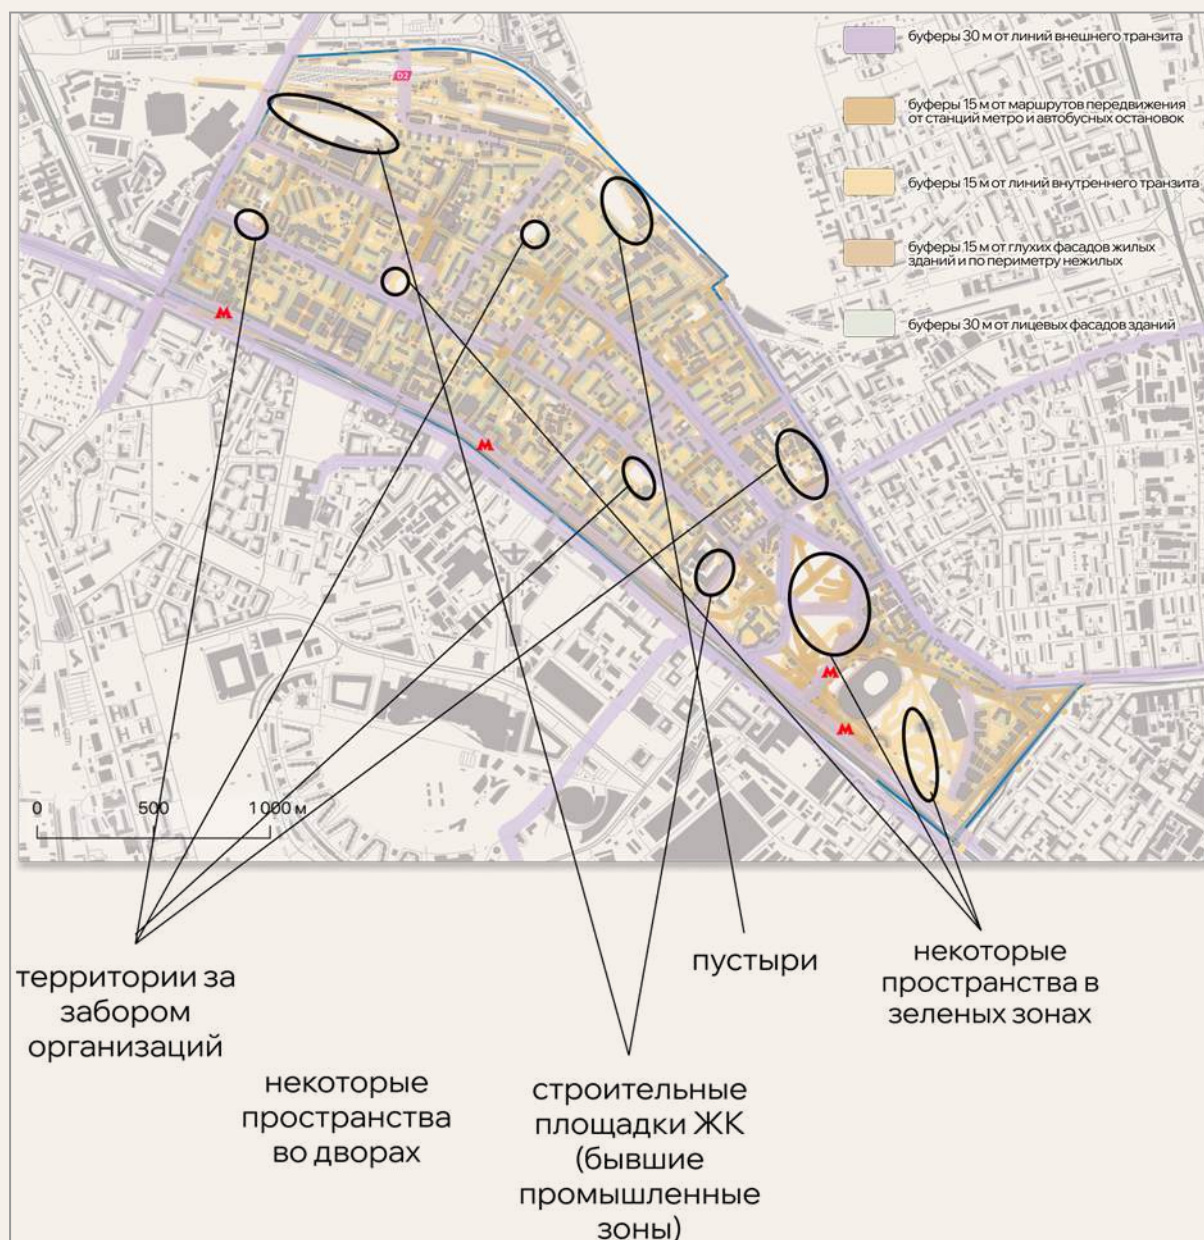 буферы 30 м от линий внешнего транзита
D2
буферы 15 м от маршрутов передвижения
от станций метро и автобусных остановок
буферы 15 м от линий внутреннего транзита
буферы 15 м от глухих фасадов жилых
зданий и по периметру нежилых
буферы 30 м от лицевых фасадов зданий
М
М
М
М
0 500 1 000 м
территории за
забором
организаций
некоторые
пространства
во дворах
строительные
площадки ЖК
(бывшие
промышленные
зоны)
пустыри
некоторые
пространства в
зеленых зонах